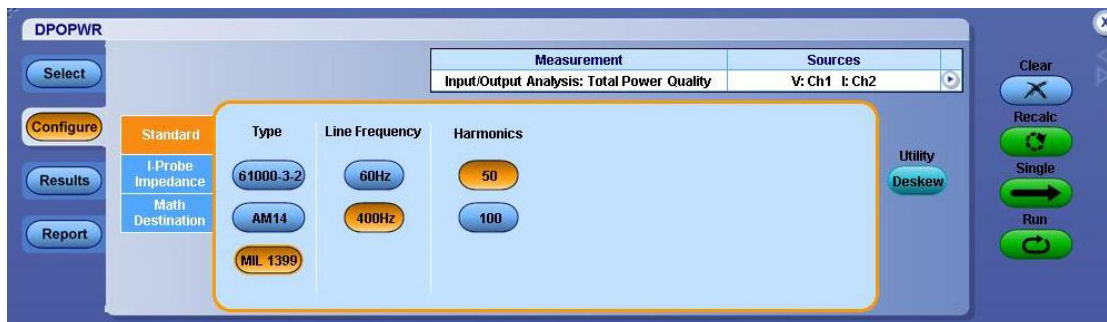 DPOPWR
Select
Configure
Results
Report
Measurement Sources
Input/Output Analysis: Total Power Quality V: Ch1 I: Ch2
Standard
I-Probe
Impedance
Math
Destination
Type
61000-3-2
AM14
MIL 1399
Line Frequency
60Hz
400Hz
Harmonics
50
100
Utility
Deskew
Clear
Recalc
Single
Run